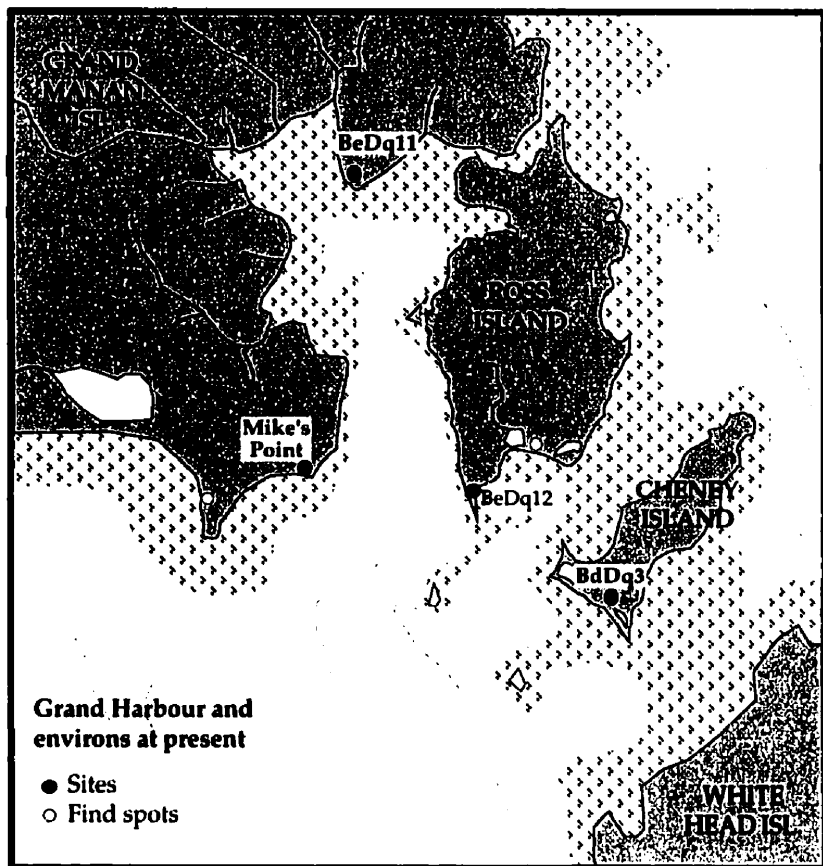 GRAND
MANAN
ISL.
BeDq11
ROSS
ISLAND
Mike's
Point
BeDq12
CHENEY
ISLAND
BdDq3
Grand Harbour and
environs at present
Sites
Find spots
WHITE
HEAD ISL.